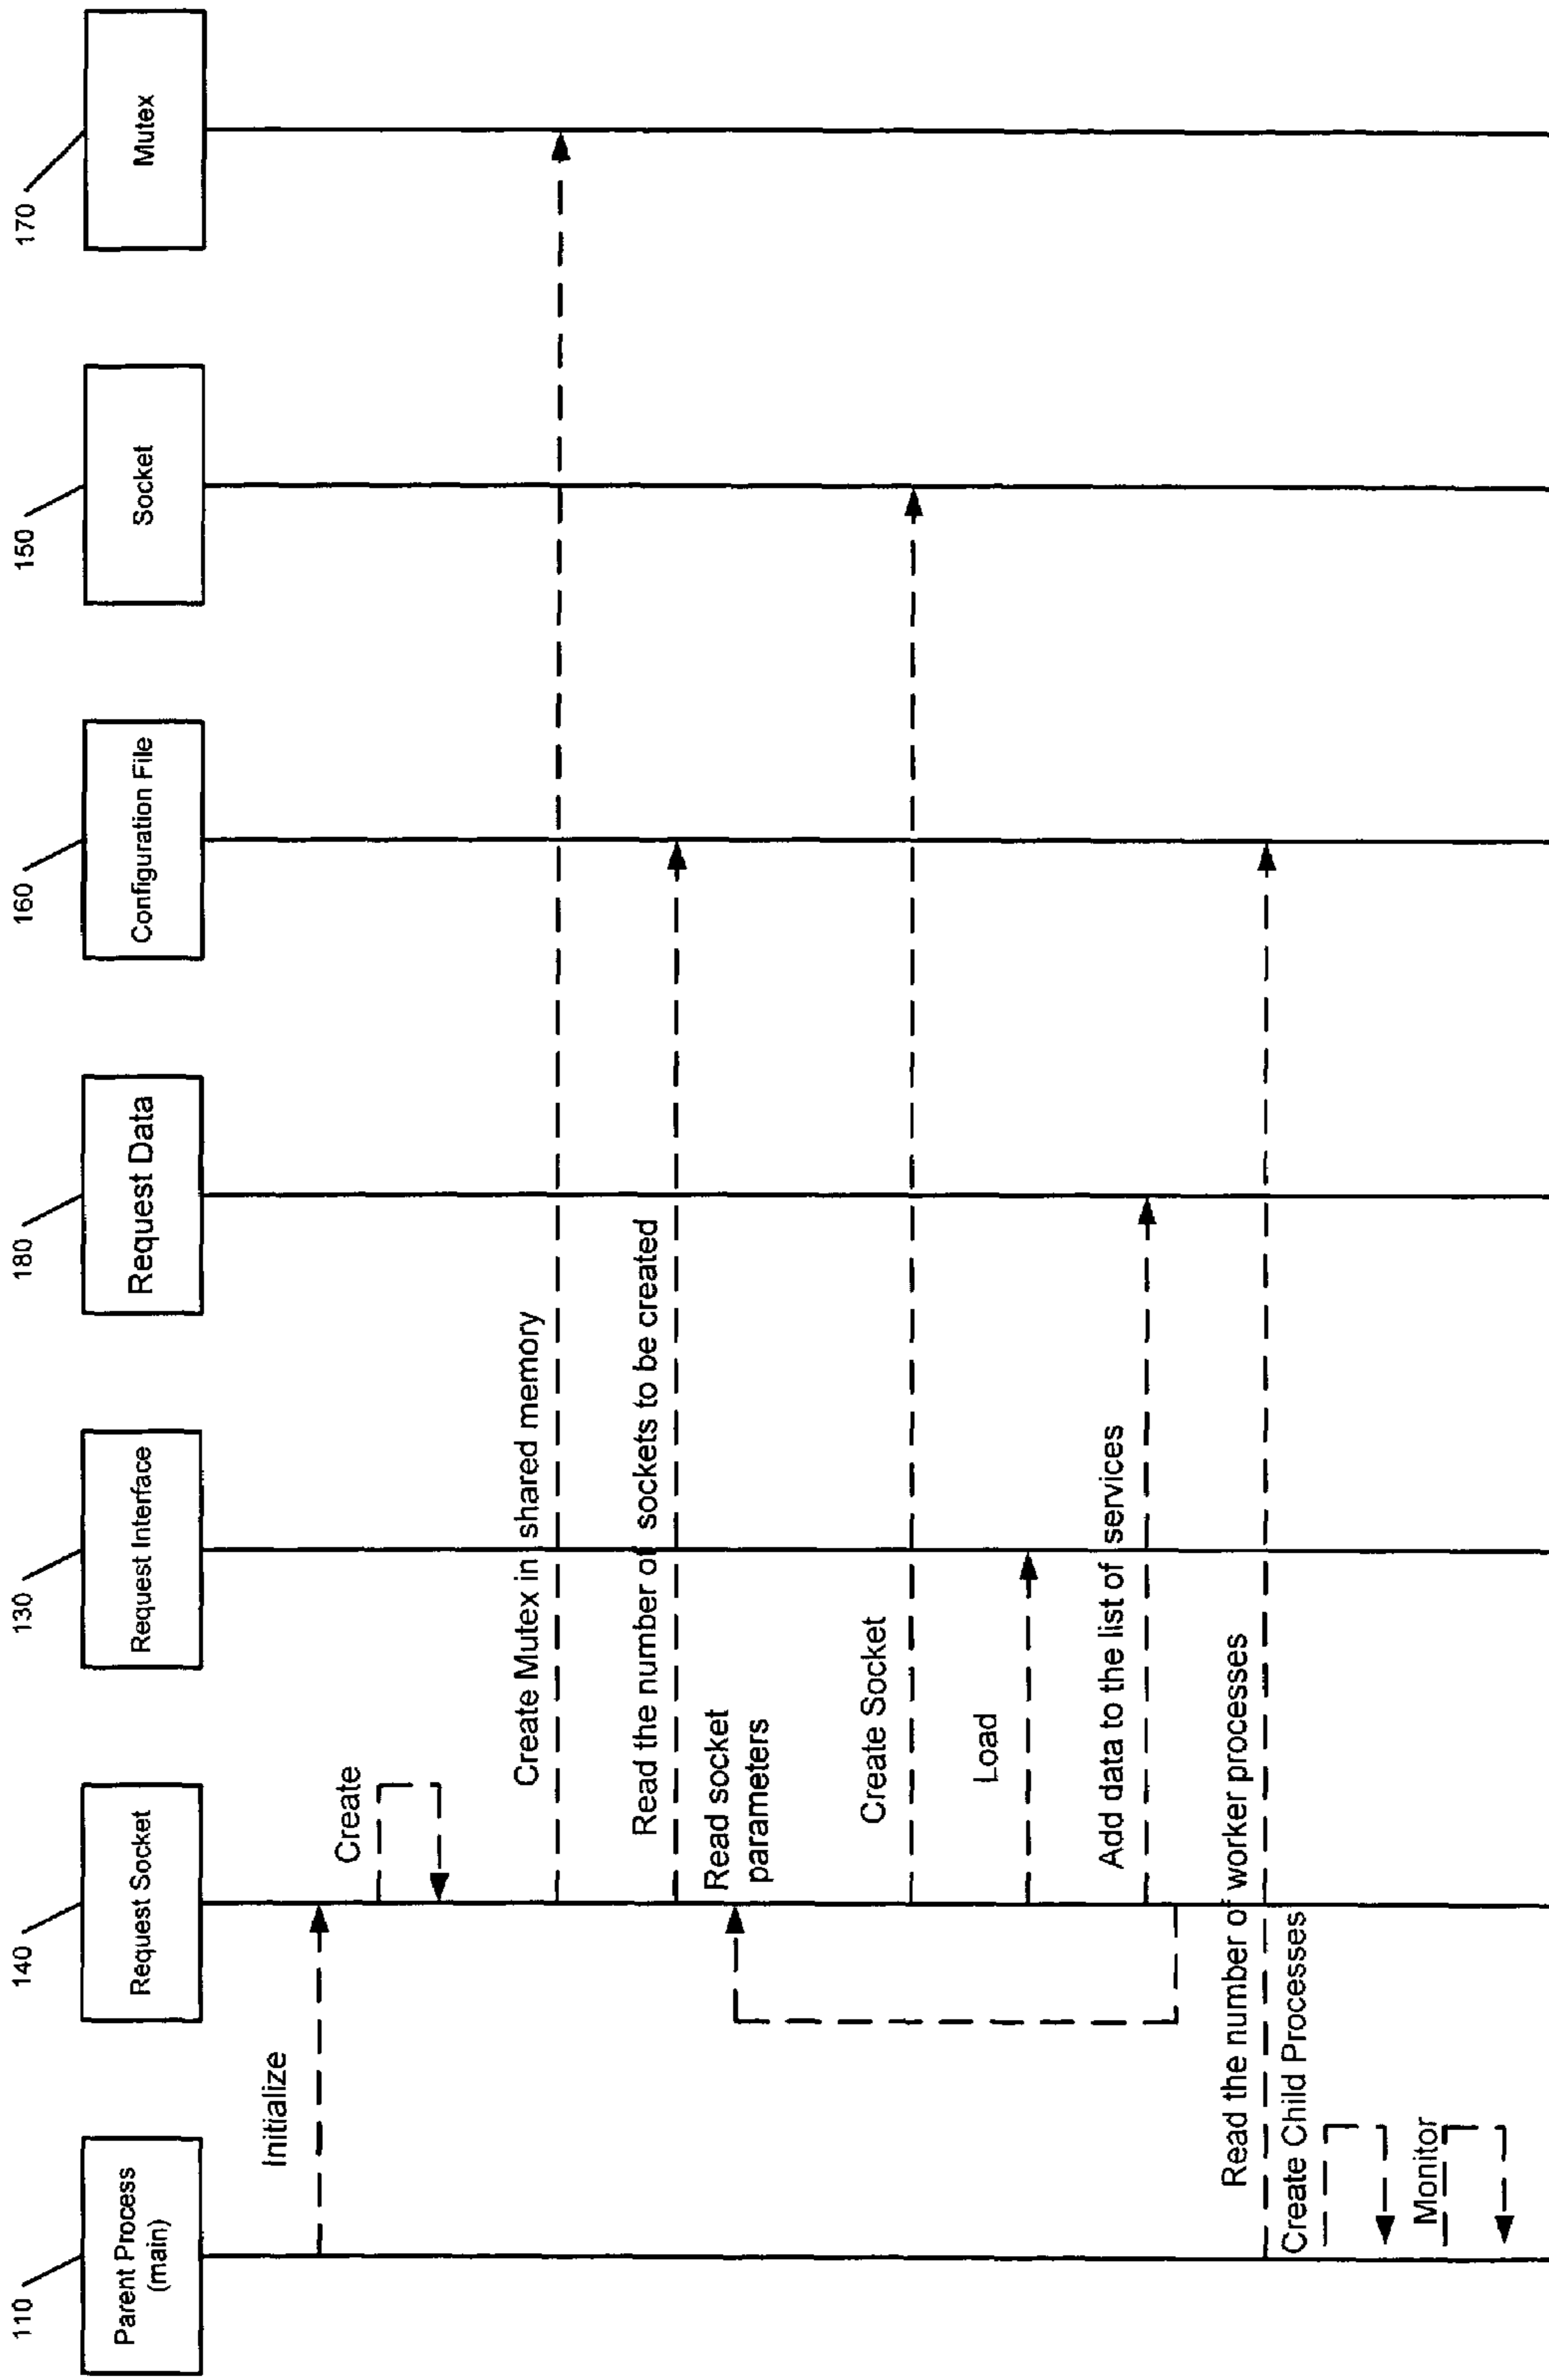 110
140
130
180
160
150
170
Parent Process
(main)
Request Socket
Request Interface
Request Data
Configuration File
Socket
Mutex
Initialize
Create
Create Mutex in shared memory
Read the number of sockets to be created
Read socket
parameters
Create Socket
Load
Add data to the list of services
Read the number of worker processes
Create Child Processes
Monitor